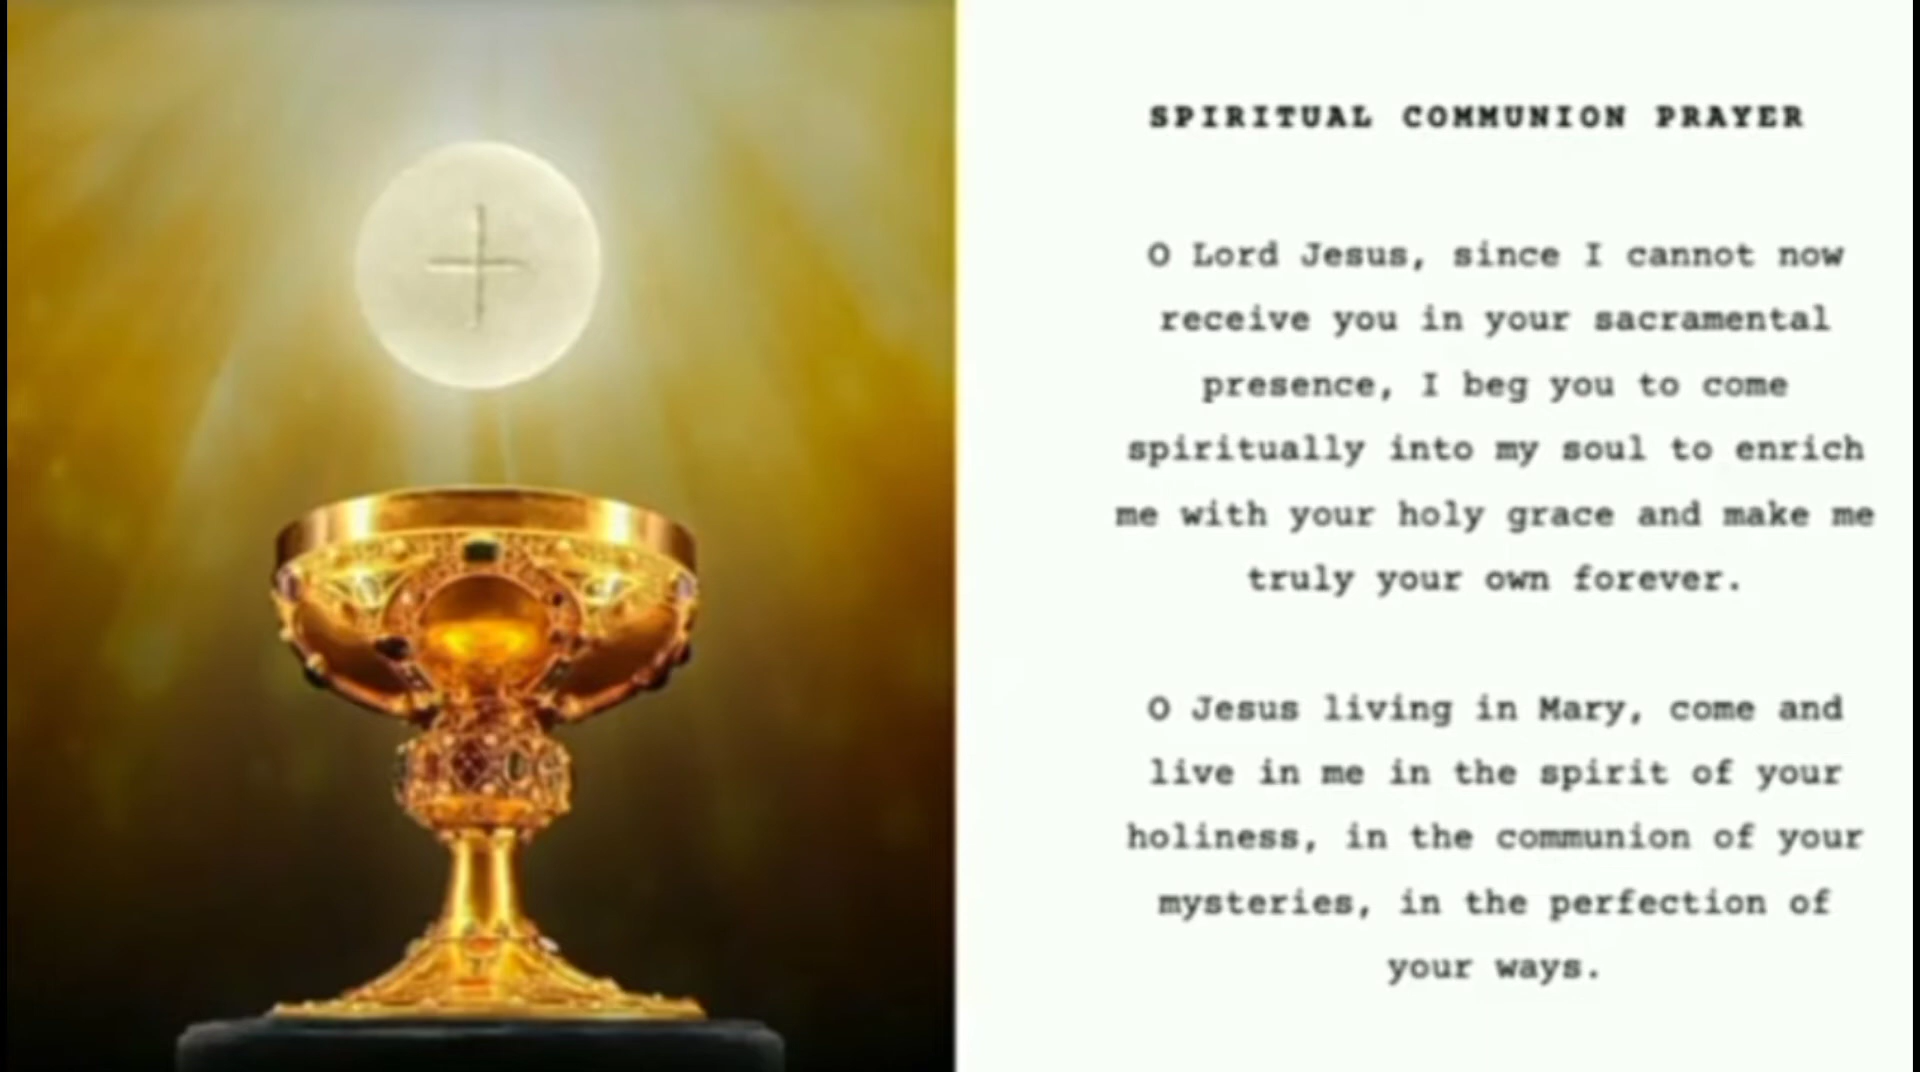 SPIRITUAL COMMUNION PRAYER
O Lord Jesus, since I cannot now
receive you in your sacramental
presence, I beg you to come
spiritually into my soul to enrich
me with your holy grace and make me
truly your own forever.
O Jesus living in Mary, come and
live in me in the spirit of your
holiness, in the communion of your
mysteries, in the perfection of
your ways.